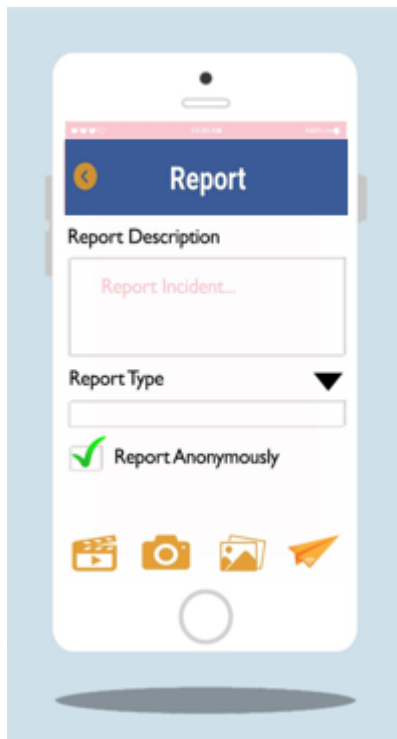 Report
Report Description
Report Incident...
Report Type
Report Anonymously